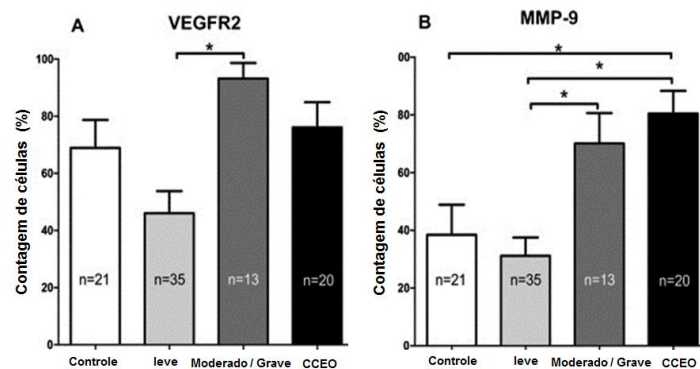 A
VEGFR2
*
Contagem de células (%)
100
80
60
40
20
0
n=21
n=35
n=13
n=20
Controle
leve
Moderado / Grave
CCEO
B
MMP-9
*
*
*
Contagem de células (%)
00
80
60
40
20
0
n=21
n=35
n=13
n=20
Controle
leve
Moderado / Grave
CCEO